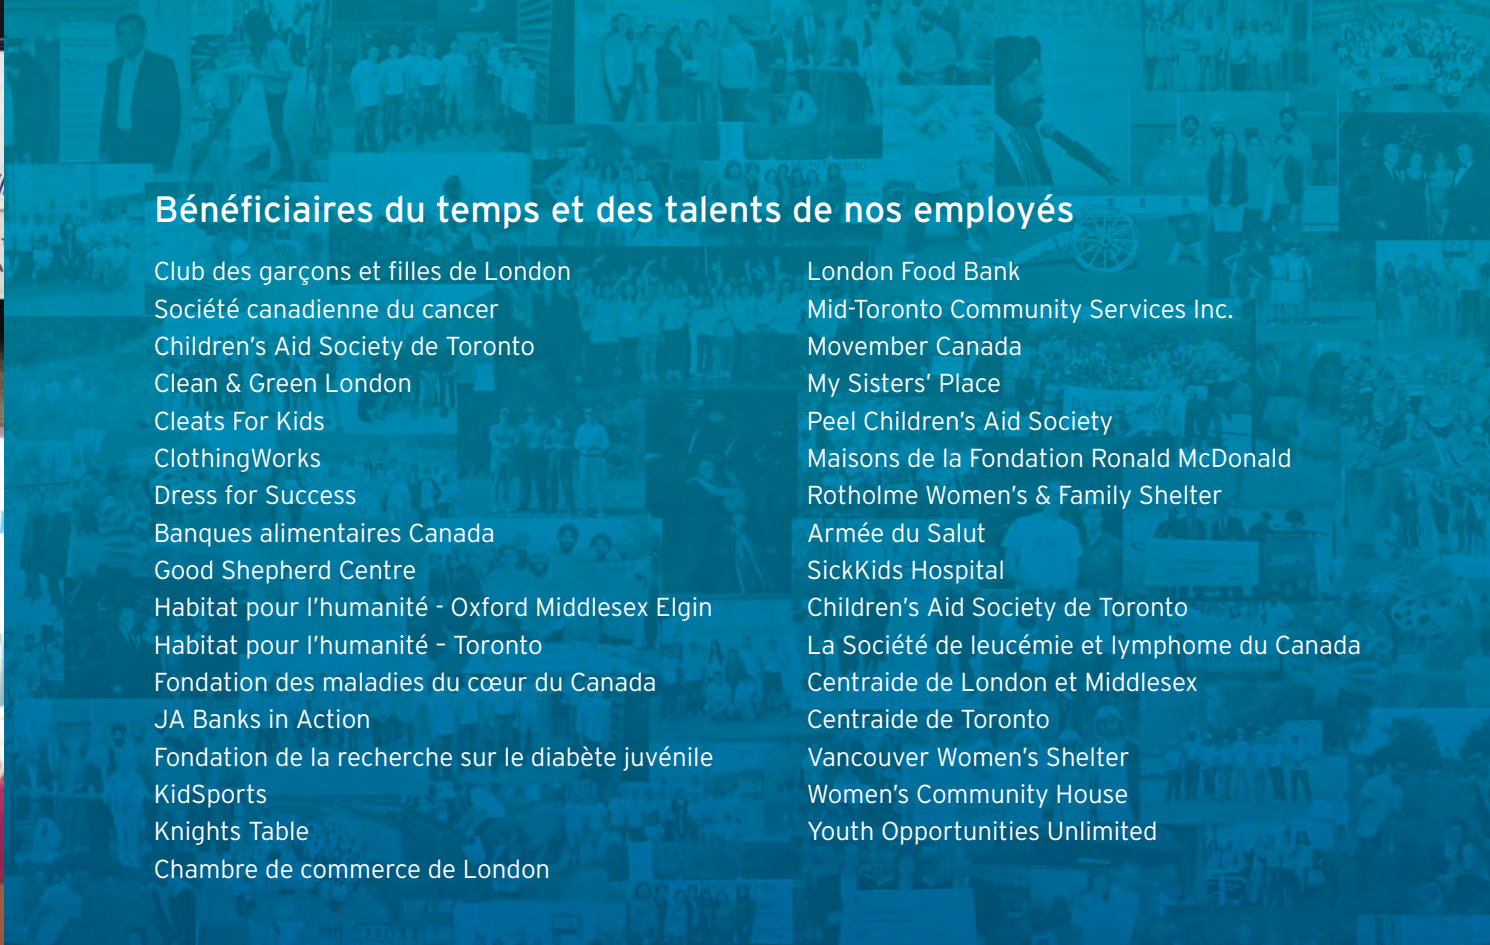 Bénéficiaires du temps et des talents de nos employés
Club des garçons et filles de London
Société canadienne du cancer
Children's Aid Society de Toronto
Clean & Green London
Cleats For Kids
ClothingWorks
Dress for Success
Banques alimentaires Canada
Good Shepherd Centre
Habitat pour l'humanité - Oxford Middlesex Elgin
Habitat pour l'humanité – Toronto
Fondation des maladies du cœur du Canada
JA Banks in Action
Fondation de la recherche sur le diabète juvénile
KidSports
Knights Table
Chambre de commerce de London
London Food Bank
Mid-Toronto Community Services Inc.
Movember Canada
My Sisters' Place
Peel Children's Aid Society
Maisons de la Fondation Ronald McDonald
Rotholme Women's & Family Shelter
Armée du Salut
SickKids Hospital
Children's Aid Society de Toronto
La Société de leucémie et lymphome du Canada
Centraide de London et Middlesex
Centraide de Toronto
Vancouver Women's Shelter
Women's Community House
Youth Opportunities Unlimited